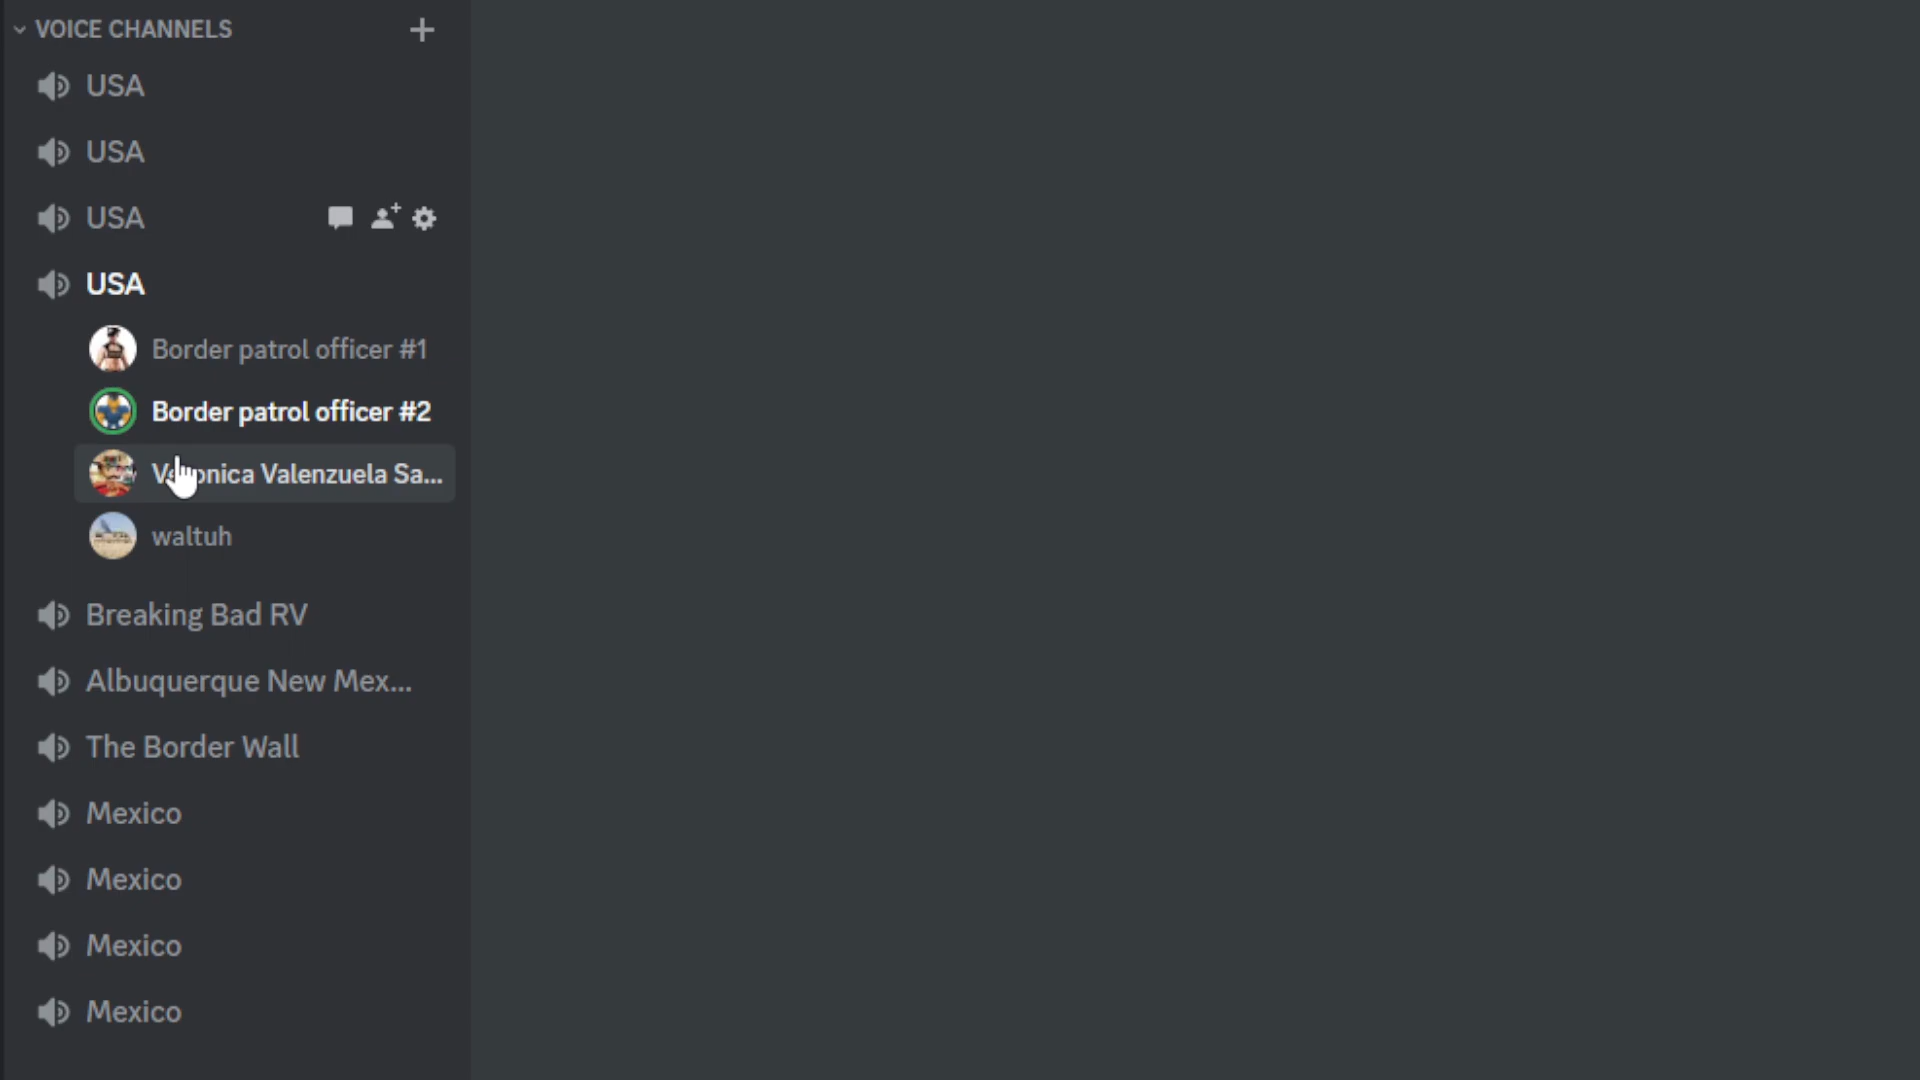 VOICE CHANNELS
USA
USA
USA
USA
Border patrol officer #1
Border patrol officer #2
Valenzuela Sa...
waltuh
Breaking Bad RV
Albuquerque New Mex...
The Border Wall
Mexico
Mexico
Mexico
Mexico